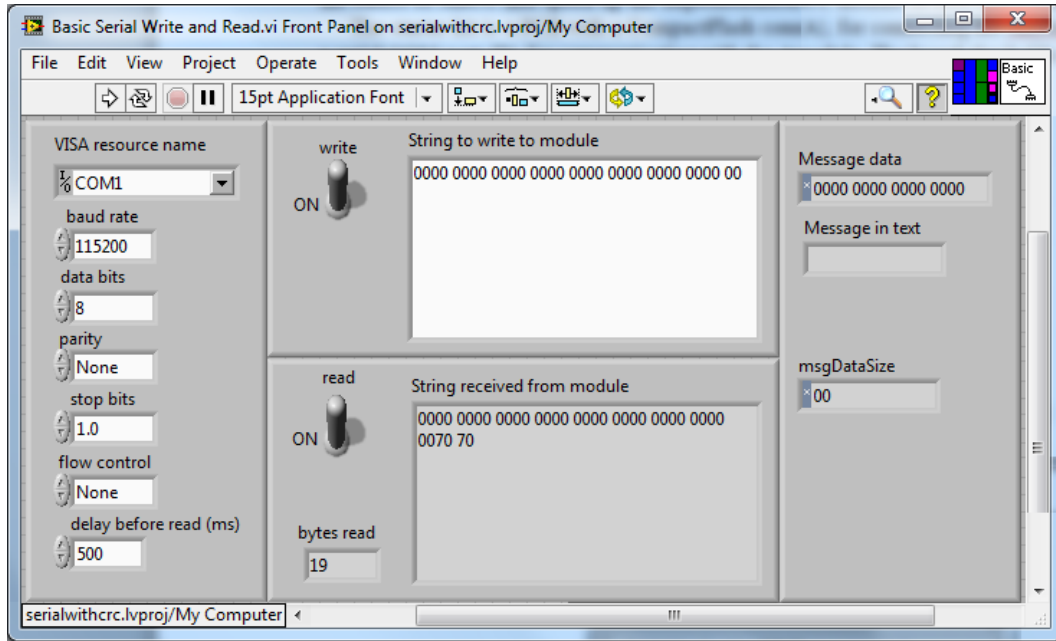 Basic Serial Write and Read.vi Front Panel on serialwithcrc.lvproj/My Computer
File Edit View Project Operate Tools Window Help
15pt Application Font
Basic
VISA resource name
COM1
baud rate
115200
data bits
8
parity
None
stop bits
1.0
flow control
None
delay before read (ms)
500
write
ON
String to write to module
0000 0000 0000 0000 0000 0000 0000 0000 00
read
ON
bytes read
19
String received from module
0000 0000 0000 0000 0000 0000 0000 0000
0070 70
Message data
0000 0000 0000 0000
Message in text
msgDataSize
00
serialwithcrc.lvproj/My Computer